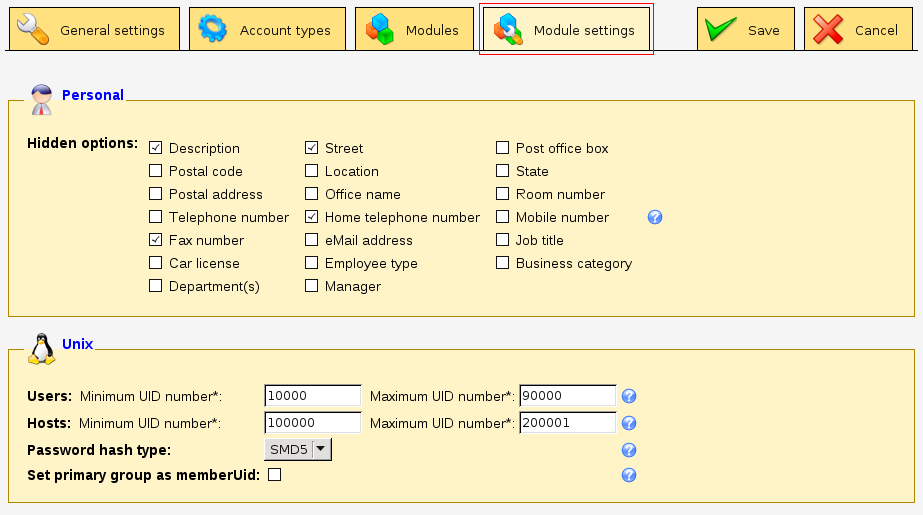 General settings Account types Modules Module settings Save Cancel
Personal
Hidden options: Description Street Post office box
Postal code Location State
Postal address Office name Room number
Telephone number Home telephone number Mobile number ?
Fax number eMail address Job title
Car license Employee type Business category
Department(s) Manager
Unix
Users: Minimum UID number*: 10000 Maximum UID number*: 90000 ?
Hosts: Minimum UID number*: 100000 Maximum UID number*: 200001 ?
Password hash type: SMD5 ?
Set primary group as memberUid: ?